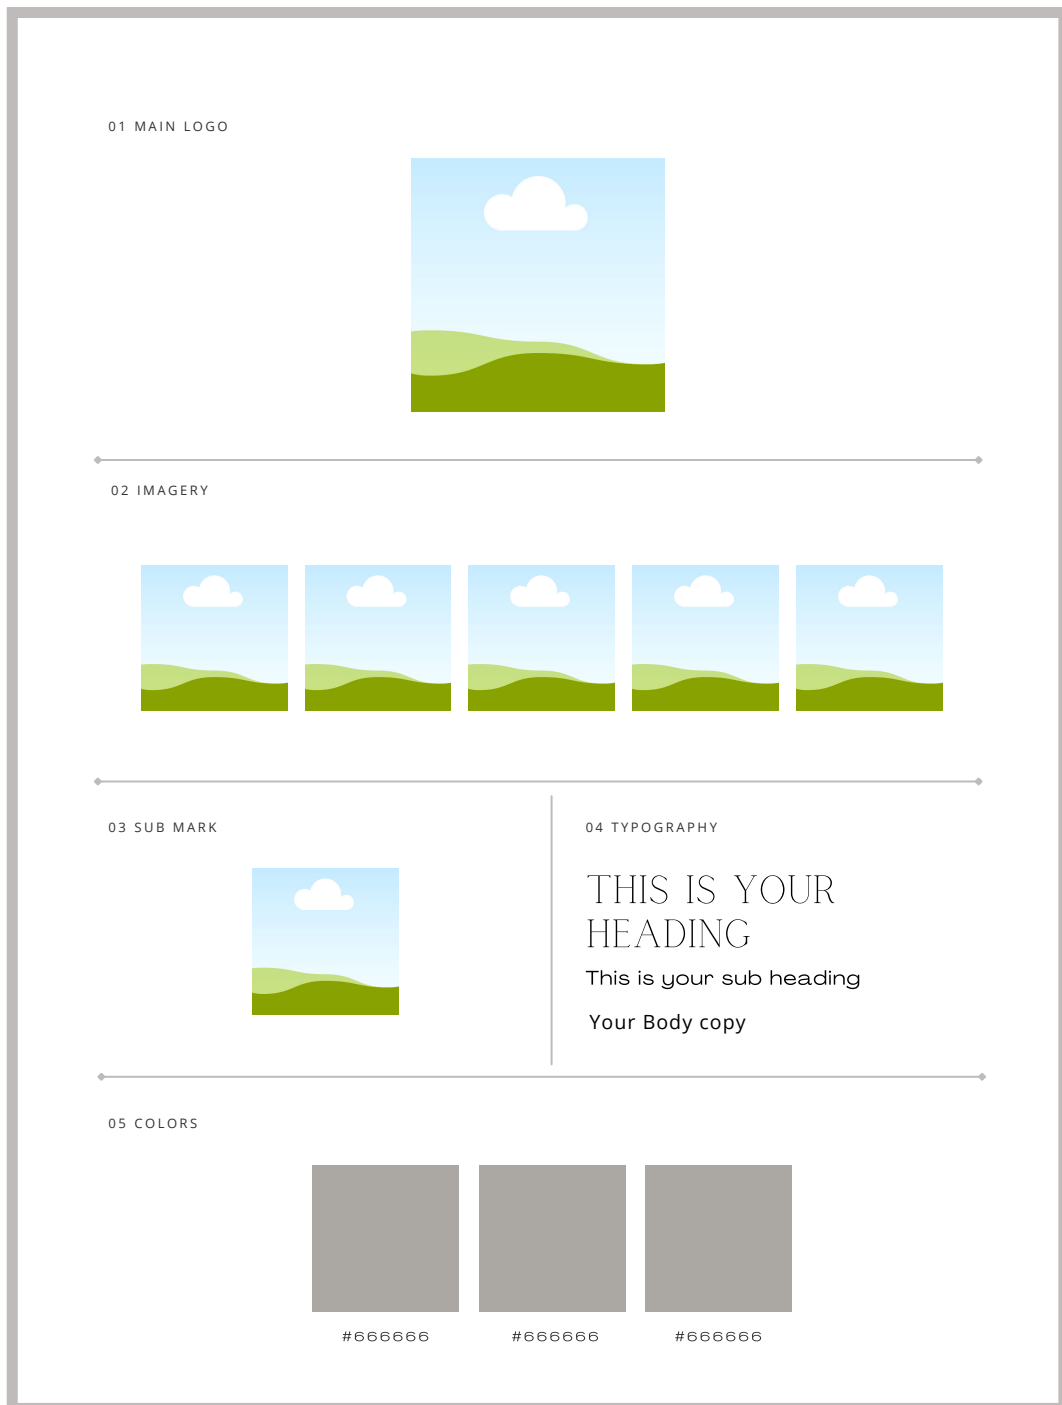 01 MAIN LOGO
02 IMAGERY
03 SUB MARK
04 TYPOGRAPHY
THIS IS YOUR
HEADING
This is your sub heading
Your Body copy
05 COLORS
#666666
#666666
#666666